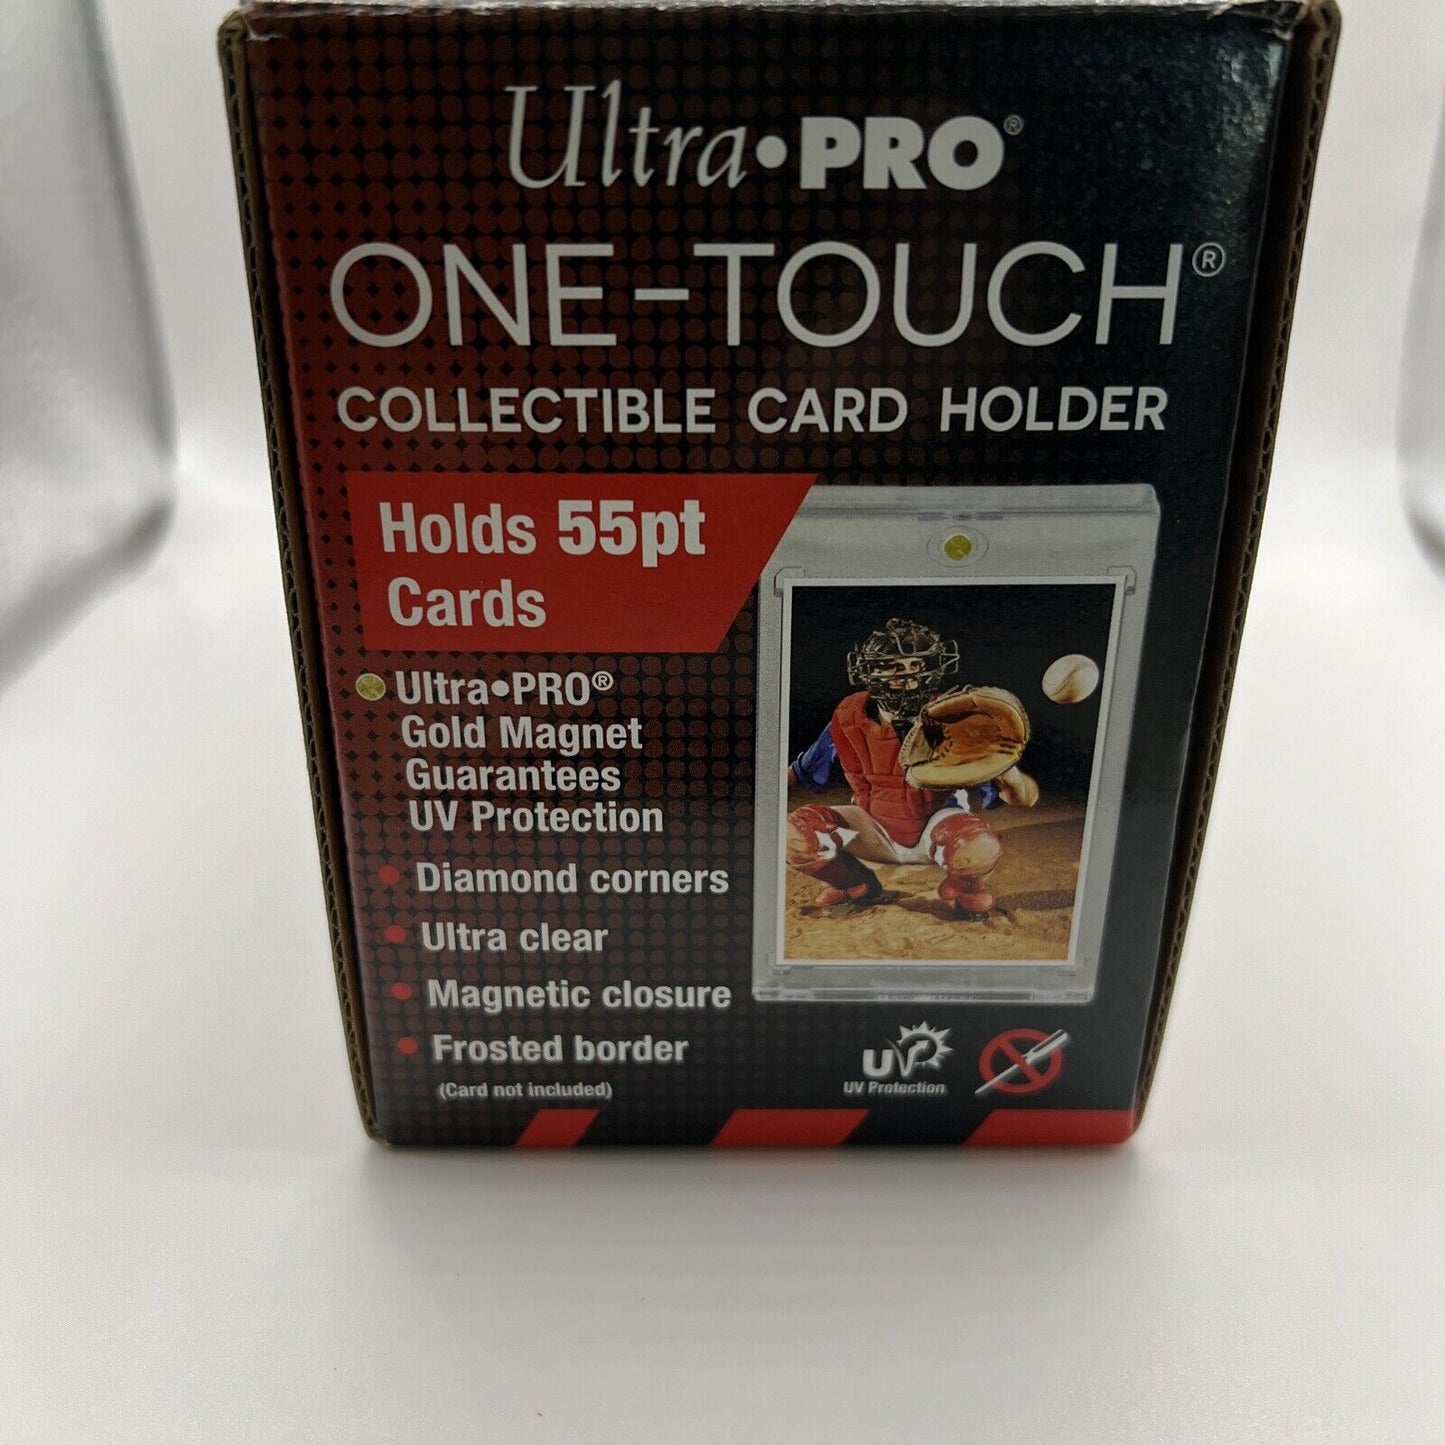 Ultra•PRO®
ONE-TOUCH®
COLLECTIBLE CARD HOLDER
Holds 55pt
Cards
Ultra•PRO®
Gold Magnet
Guarantees
UV Protection
• Diamond corners
• Ultra clear
• Magnetic closure
• Frosted border
(Card not included)
UV
UV Protection